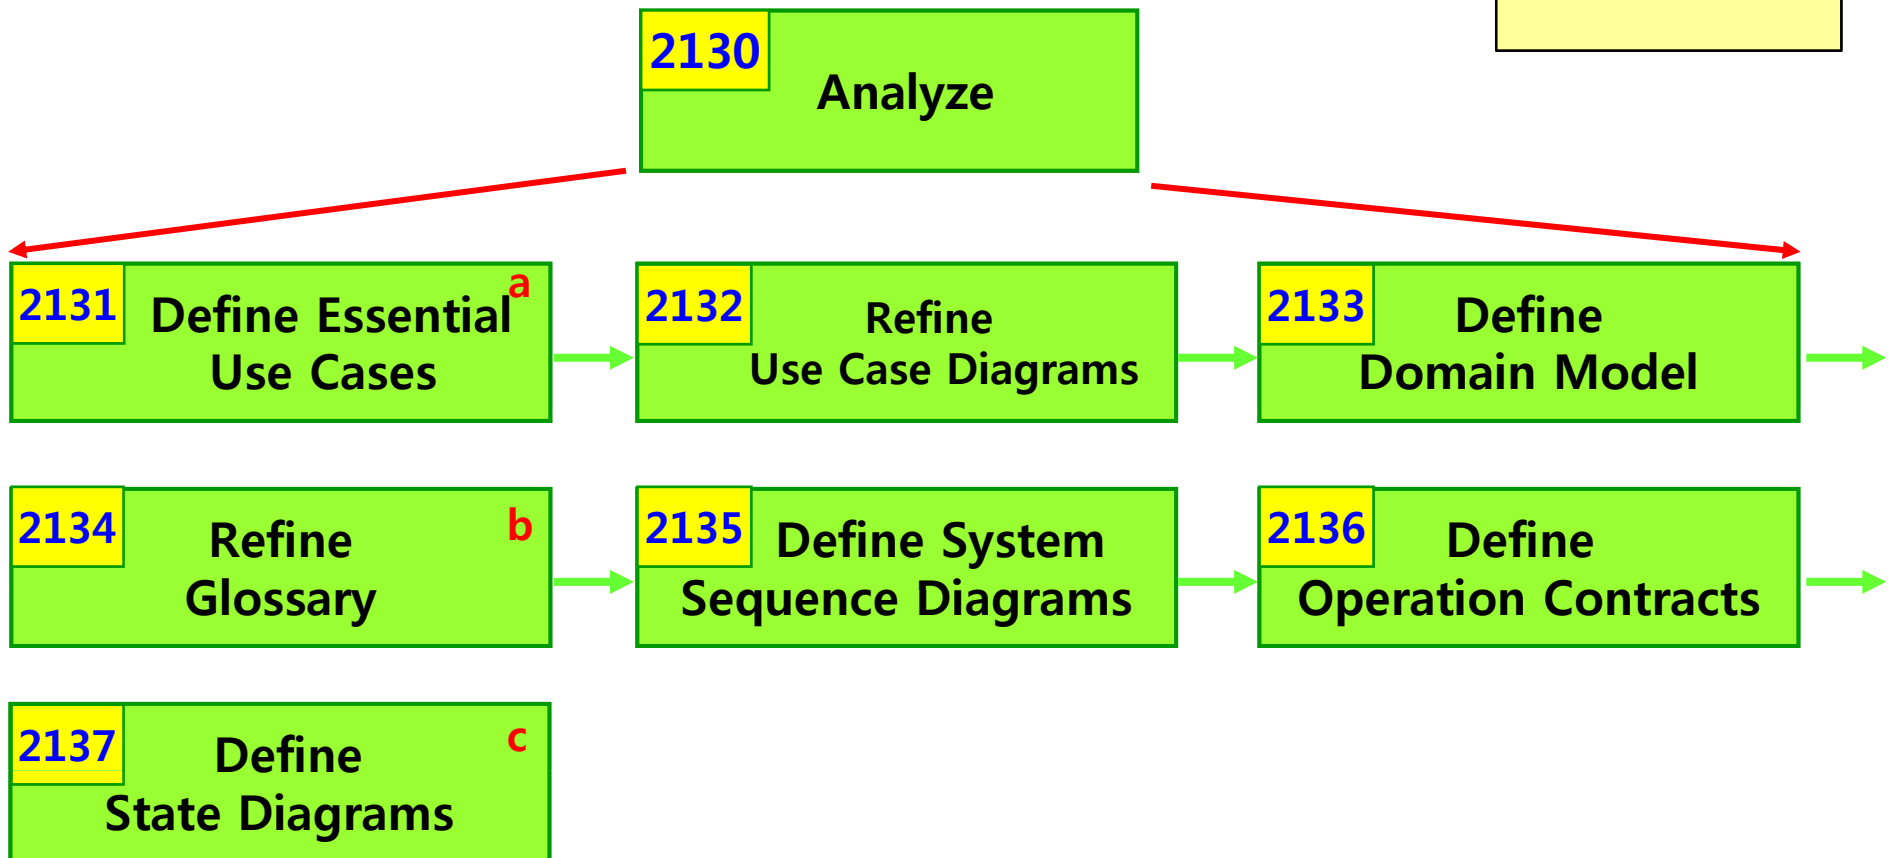 2130
Analyze
2131
a
Define Essential
Use Cases
2132
Refine
Use Case Diagrams
2133
Define
Domain Model
2134
b
Refine
Glossary
2135
Define System
Sequence Diagrams
2136
Define
Operation Contracts
2137
c
Define
State Diagrams